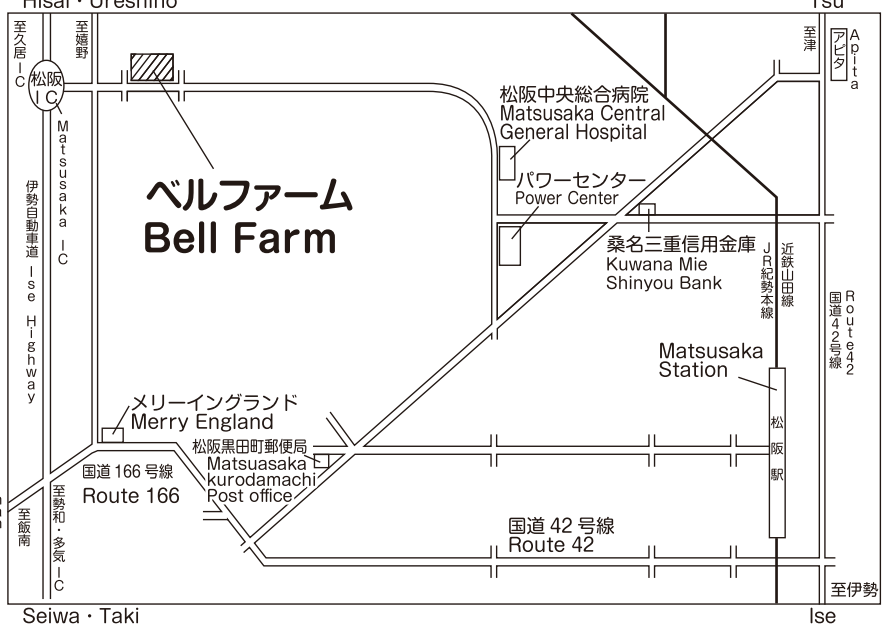 Hisai・Ureshino
Tsu
至久居IC
至嬉野
至津
アピタ
Apita
松阪
IC
Matsusaka IC
松阪中央総合病院
Matsusaka Central
General Hospital
パワーセンター
Power Center
ベルファーム
Bell Farm
伊勢自動車道 Ise Highway
桑名三重信用金庫
Kuwana Mie
Shinyou Bank
JR紀勢本線
近鉄山田線
国道42号線
Route42
Matsusaka
Station
松阪駅
メリーイングランド
Merry England
松阪黒田町郵便局
Matsuasaka
kurodamachi
Post office
国道166号線
Route 166
至勢和・多気IC
至飯南
国道42号線
Route 42
至伊勢
Seiwa・Taki
Ise